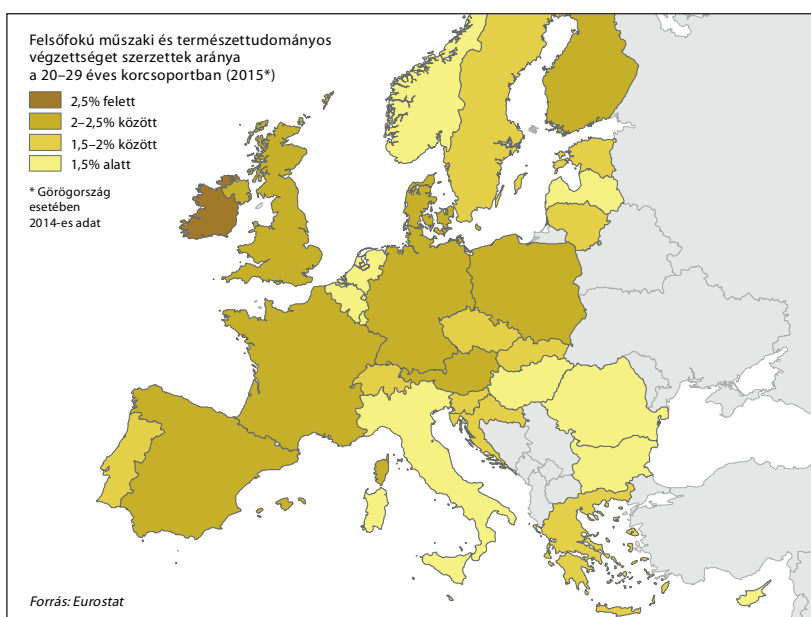 Felsőfokú műszaki és természettudományos
végzettséget szerzettek aránya
a 20–29 éves korcsoportban (2015*)
2,5% felett
2–2,5% között
1,5–2% között
1,5% alatt
* Görögország
esetében
2014-es adat
Forrás: Eurostat